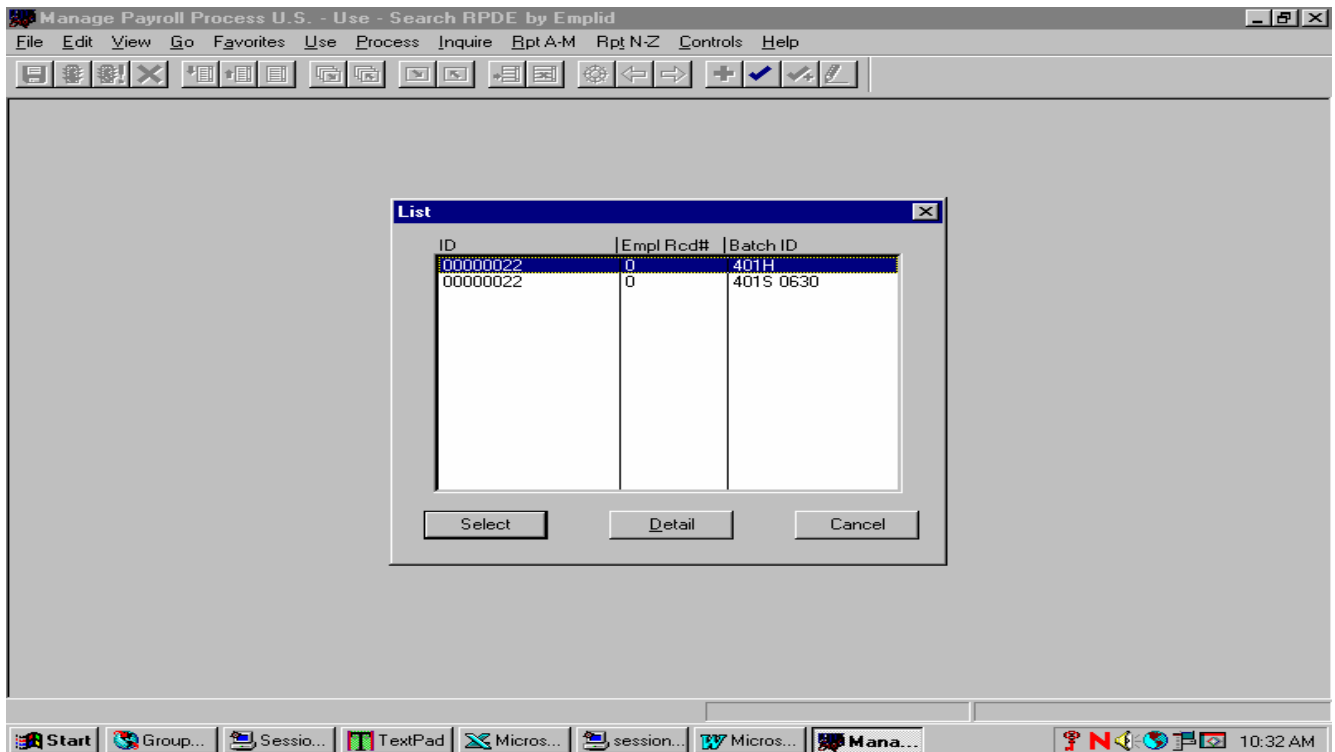 Manage Payroll Process U.S. - Use - Search RPDE by Emplid
File Edit View Go Favorites Use Process Inquire Rpt A-M Rpt N-Z Controls Help
List
ID Empl Rcd# Batch ID
00000022 0 401H
00000022 0 401S 0630
Select Detail Cancel
Start Group... Sessio... TextPad Micros... session... Micros... Mana... 10:32 AM